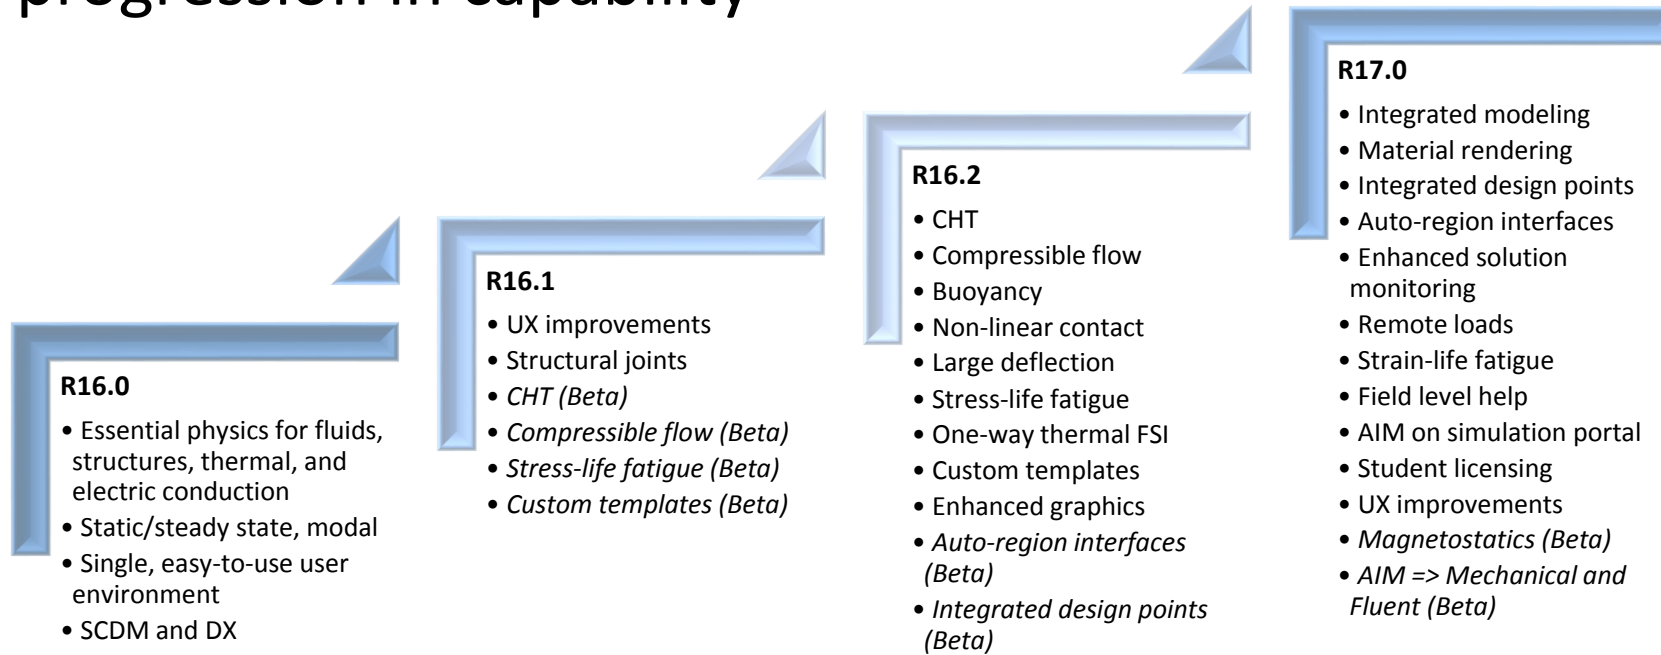 progression in capability
R16.0
• Essential physics for fluids,
structures, thermal, and
electric conduction
• Static/steady state, modal
• Single, easy-to-use user
environment
• SCDM and DX
R16.1
• UX improvements
• Structural joints
• CHT (Beta)
• Compressible flow (Beta)
• Stress-life fatigue (Beta)
• Custom templates (Beta)
R16.2
• CHT
• Compressible flow
• Buoyancy
• Non-linear contact
• Large deflection
• Stress-life fatigue
• One-way thermal FSI
• Custom templates
• Enhanced graphics
• Auto-region interfaces
(Beta)
• Integrated design points
(Beta)
R17.0
• Integrated modeling
• Material rendering
• Integrated design points
• Auto-region interfaces
• Enhanced solution
monitoring
• Remote loads
• Strain-life fatigue
• Field level help
• AIM on simulation portal
• Student licensing
• UX improvements
• Magnetostatics (Beta)
• AIM => Mechanical and
Fluent (Beta)